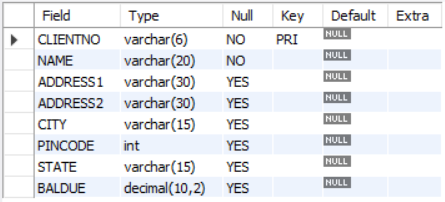 Field Type Null Key Default Extra
CLIENTNO varchar(6) NO PRI NULL
NAME varchar(20) NO NULL
ADDRESS1 varchar(30) YES NULL
ADDRESS2 varchar(30) YES NULL
CITY varchar(15) YES NULL
PINCODE int YES NULL
STATE varchar(15) YES NULL
BALDUE decimal(10,2) YES NULL